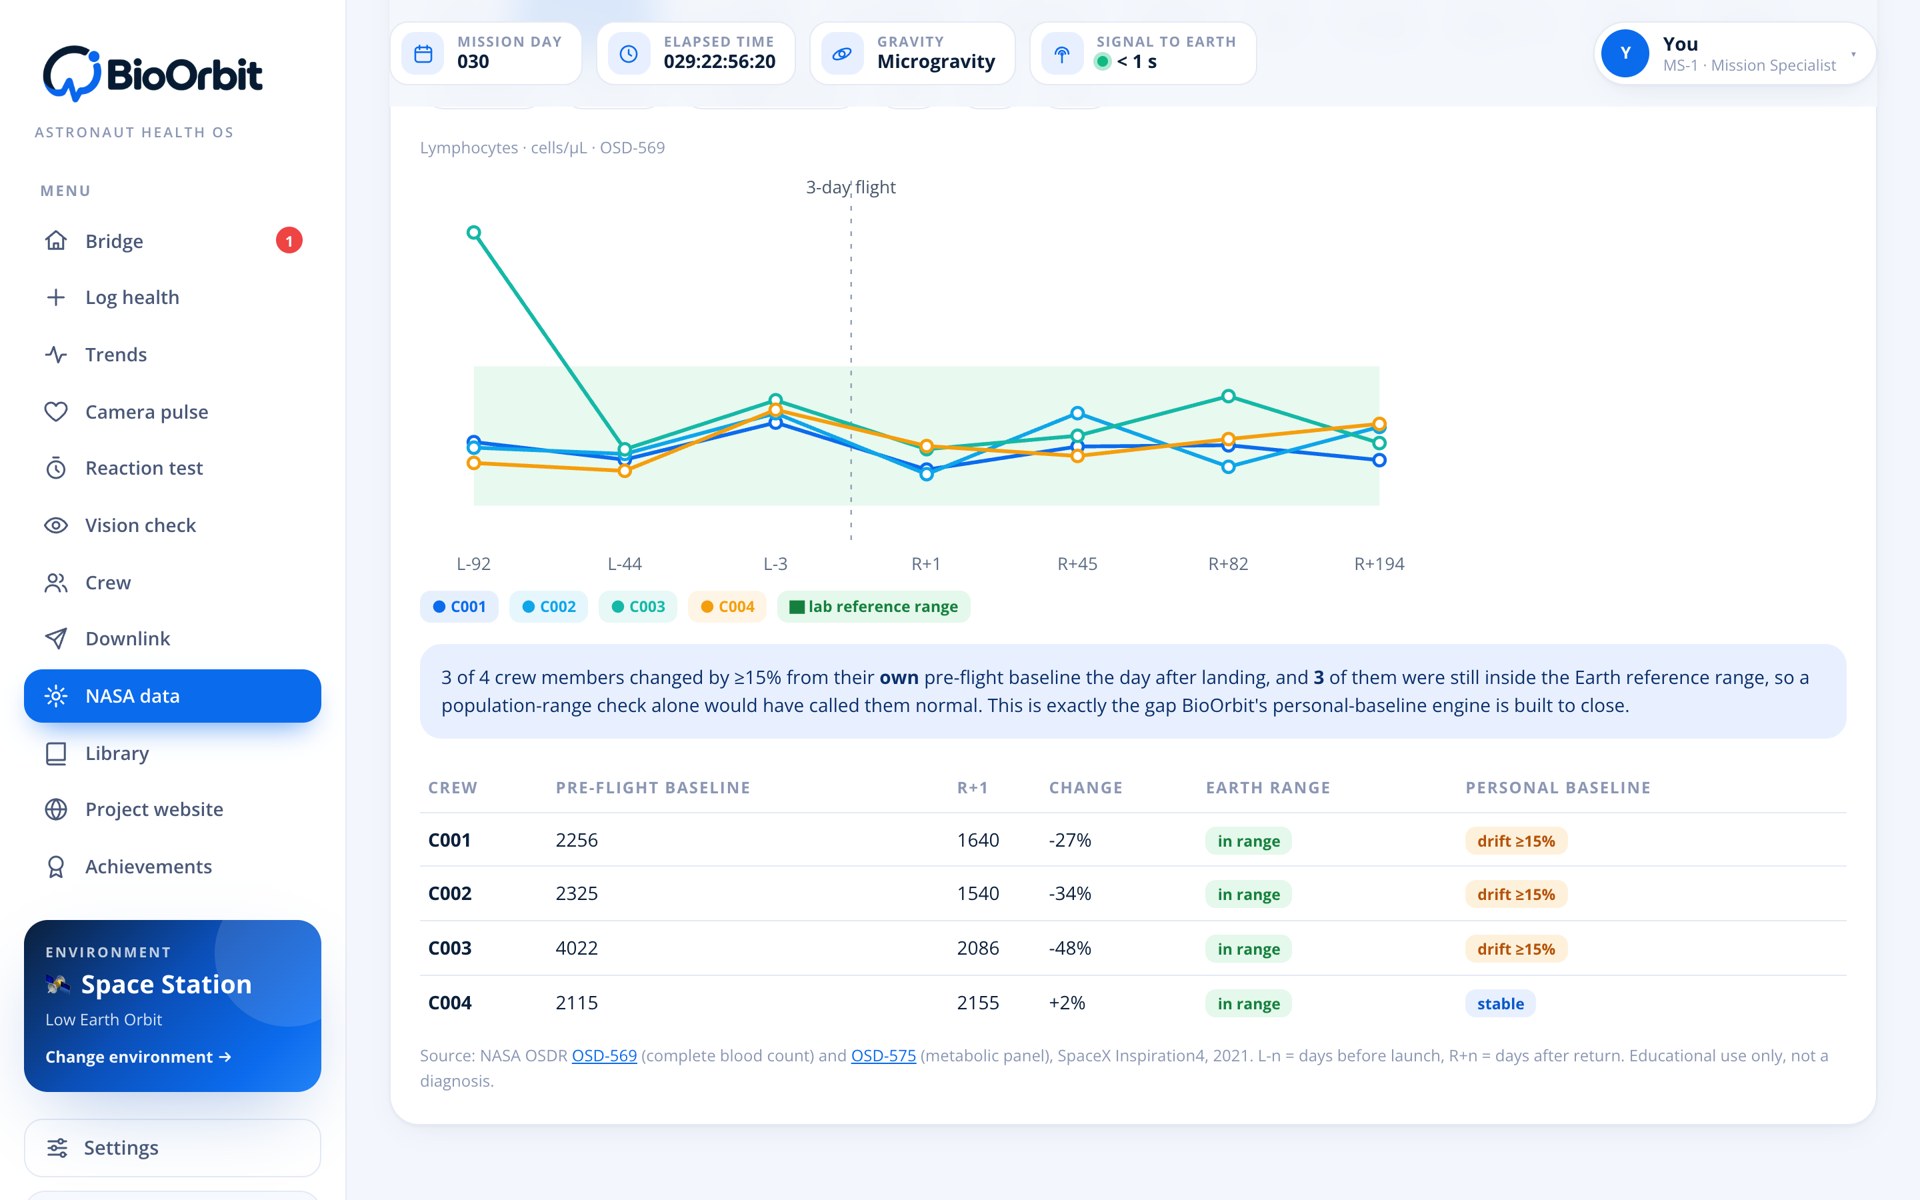 BioOrbit
ASTRONAUT HEALTH OS
MENU
Bridge
1
Log health
Trends
Camera pulse
Reaction test
Vision check
Crew
Downlink
NASA data
Library
Project website
Achievements
ENVIRONMENT
Space Station
Low Earth Orbit
Change environment →
Settings
MISSION DAY
030
ELAPSED TIME
029:22:56:20
GRAVITY
Microgravity
SIGNAL TO EARTH
< 1 s
Y
You
MS-1 · Mission Specialist
Lymphocytes · cells/µL · OSD-569
3-day flight
L-92 L-44 L-3 R+1 R+45 R+82 R+194
C001 C002 C003 C004 lab reference range
3 of 4 crew members changed by ≥15% from their own pre-flight baseline the day after landing, and 3 of them were still inside the Earth reference range, so a
population-range check alone would have called them normal. This is exactly the gap BioOrbit's personal-baseline engine is built to close.
CREW PRE-FLIGHT BASELINE R+1 CHANGE EARTH RANGE PERSONAL BASELINE
C001 2256 1640 -27% in range drift ≥15%
C002 2325 1540 -34% in range drift ≥15%
C003 4022 2086 -48% in range drift ≥15%
C004 2115 2155 +2% in range stable
Source: NASA OSDR OSD-569 (complete blood count) and OSD-575 (metabolic panel), SpaceX Inspiration4, 2021. L-n = days before launch, R+n = days after return. Educational use only, not a
diagnosis.